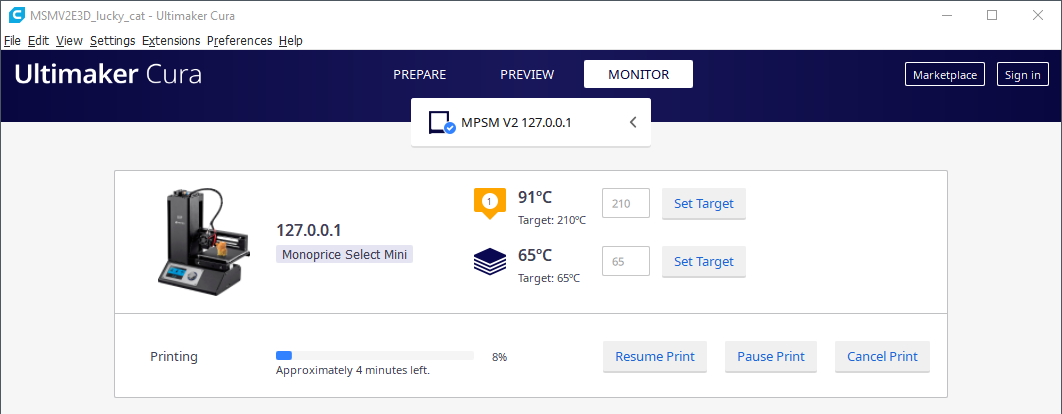 MSMV2E3D_lucky_cat - Ultimaker Cura
File Edit View Settings Extensions Preferences Help
Ultimaker Cura
PREPARE
PREVIEW
MONITOR
Marketplace
Sign in
MPSM V2 127.0.0.1
127.0.0.1
Monoprice Select Mini
1
91°C
Target: 210°C
210
Set Target
65°C
Target: 65°C
65
Set Target
Printing
8%
Approximately 4 minutes left.
Resume Print
Pause Print
Cancel Print